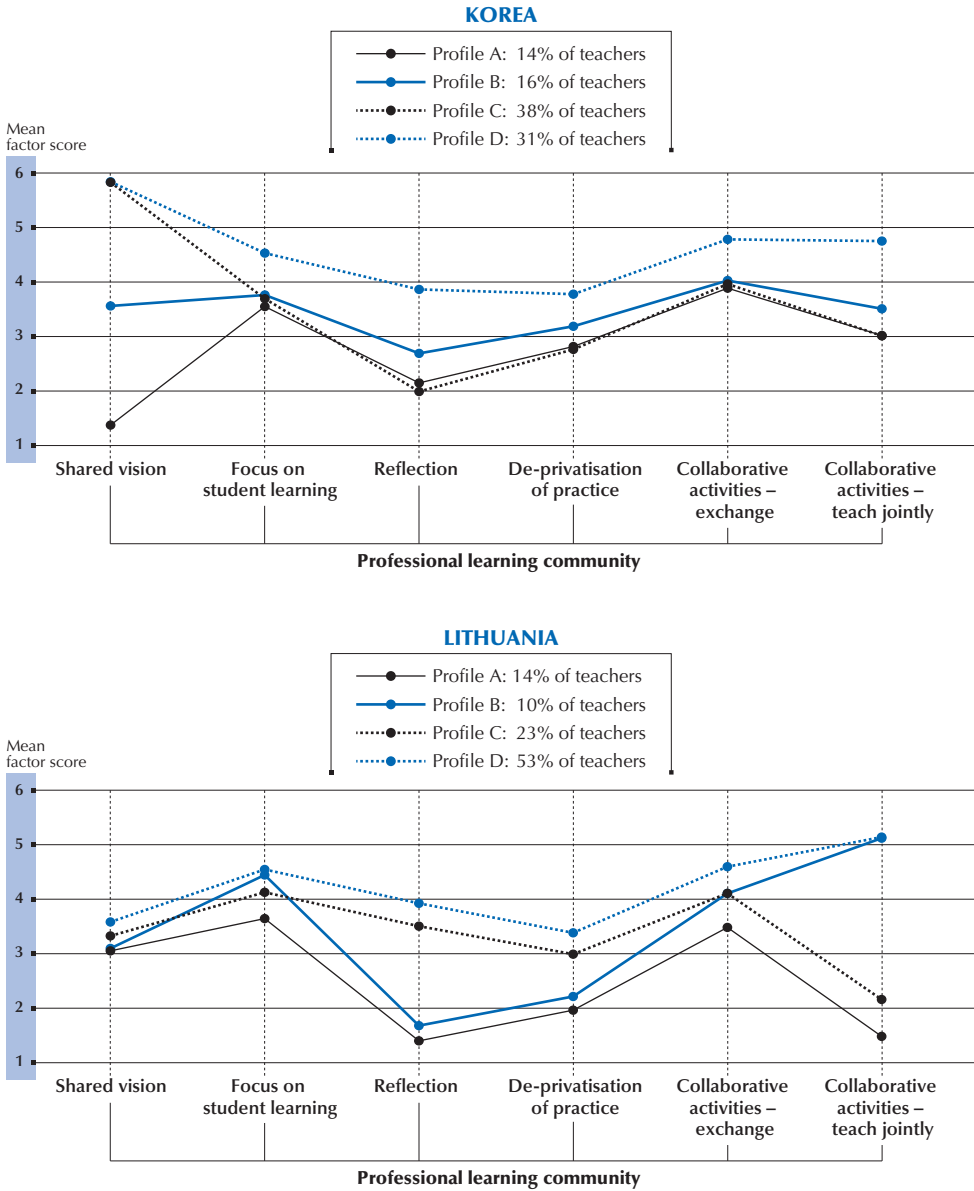 KOREA
Profile A: 14% of teachers
Profile B: 16% of teachers
Profile C: 38% of teachers
Profile D: 31% of teachers
Mean
factor score
6
5
4
3
2
1
Shared vision
Focus on
student learning
Reflection
De-privatisation
of practice
Collaborative
activities –
exchange
Collaborative
activities –
teach jointly
Professional learning community
LITHUANIA
Profile A: 14% of teachers
Profile B: 10% of teachers
Profile C: 23% of teachers
Profile D: 53% of teachers
Mean
factor score
6
5
4
3
2
1
Shared vision
Focus on
student learning
Reflection
De-privatisation
of practice
Collaborative
activities –
exchange
Collaborative
activities –
teach jointly
Professional learning community